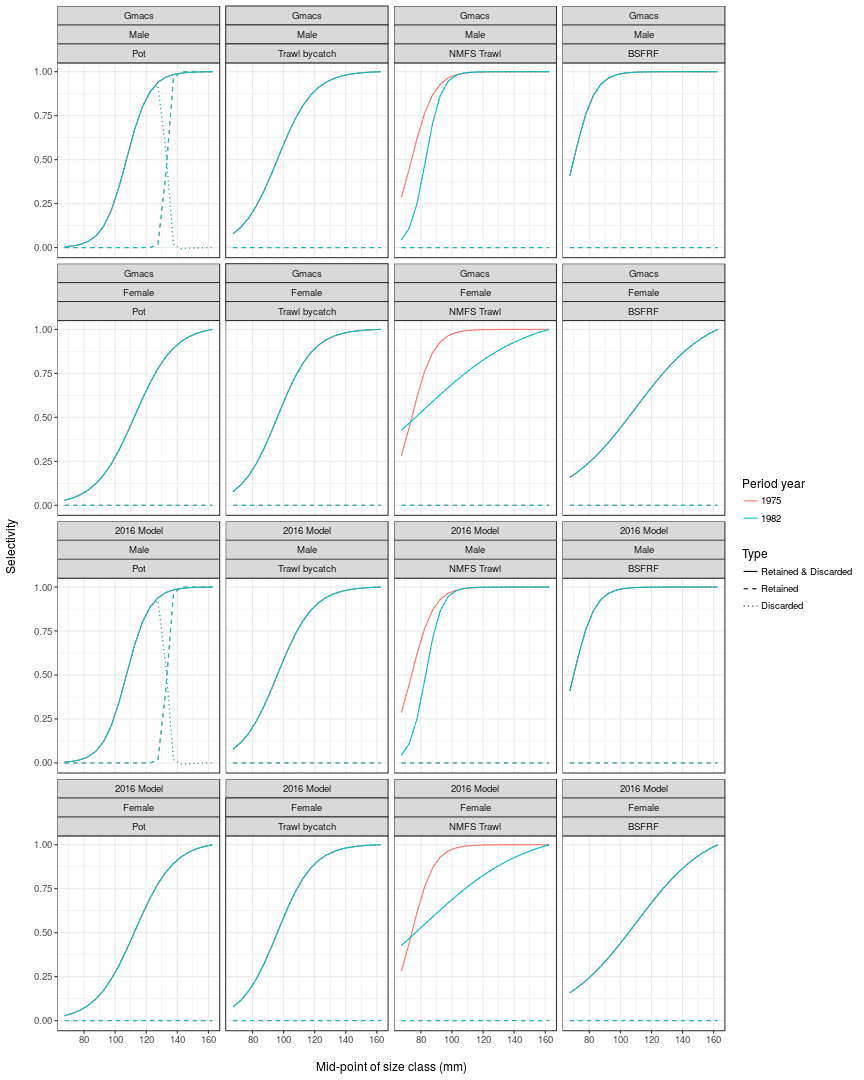 Gmacs Gmacs Gmacs Gmacs
Male Male Male Male
Pot Trawl bycatch NMFS Trawl BSFRF
1.00
0.75
0.50
0.25
0.00
Gmacs Gmacs Gmacs Gmacs
Female Female Female Female
Pot Trawl bycatch NMFS Trawl BSFRF
1.00
0.75
0.50
0.25
0.00
2016 Model 2016 Model 2016 Model 2016 Model
Male Male Male Male
Pot Trawl bycatch NMFS Trawl BSFRF
1.00
0.75
0.50
0.25
0.00
2016 Model 2016 Model 2016 Model 2016 Model
Female Female Female Female
Pot Trawl bycatch NMFS Trawl BSFRF
1.00
0.75
0.50
0.25
0.00
80 100 120 140 160 80 100 120 140 160 80 100 120 140 160 80 100 120 140 160
Mid-point of size class (mm)
Selectivity
Period year
1975
1982
Type
Retained & Discarded
Retained
Discarded